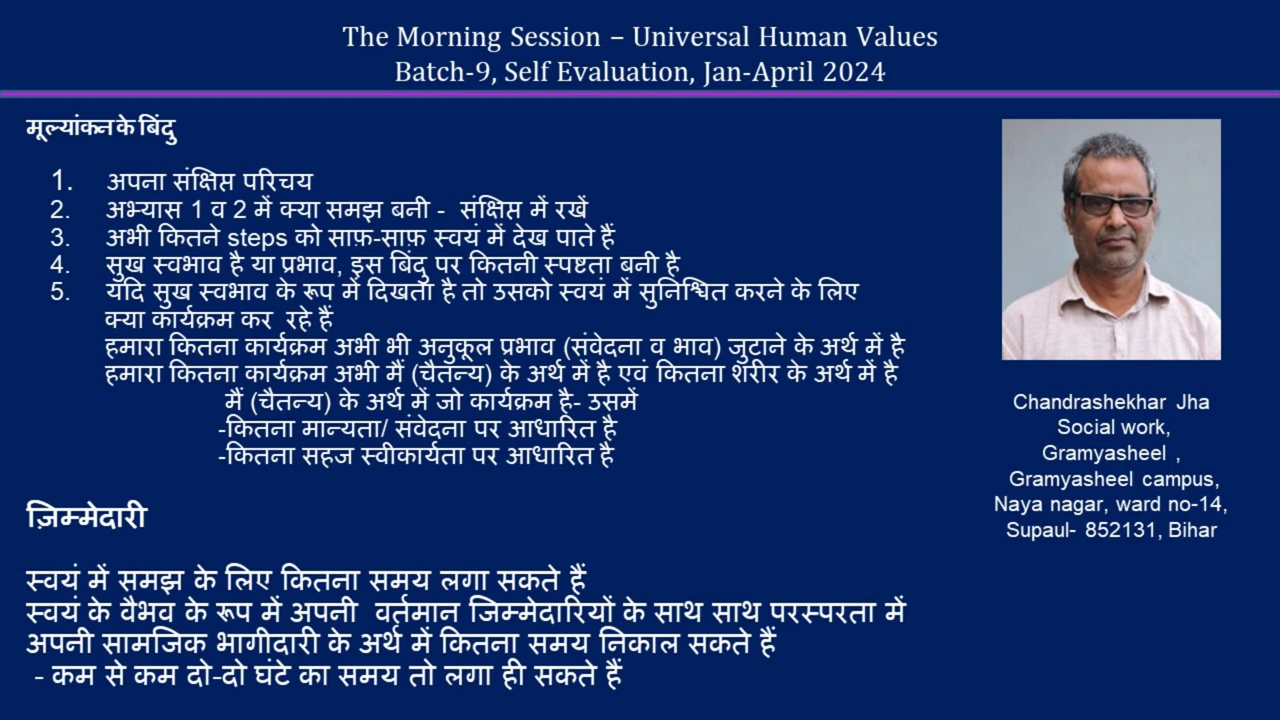 The Morning Session – Universal Human Values
Batch-9, Self Evaluation, Jan-April 2024
मूल्यांकन के बिंदु
1. अपना संक्षिप्त परिचय
2. अभ्यास 1 व 2 में क्या समझ बनी - संक्षिप्त में रखें
3. अभी कितने steps को साफ़-साफ़ स्वयं में देख पाते हैं
4. सुख स्वभाव है या प्रभाव, इस बिंदु पर कितनी स्पष्टता बनी है
5. यदि सुख स्वभाव के रूप में दिखता है तो उसको स्वयं में सुनिश्चित करने के लिए
क्या कार्यक्रम कर रहे हैं
हमारा कितना कार्यक्रम अभी भी अनुकूल प्रभाव (संवेदना व भाव) जुटाने के अर्थ में है
हमारा कितना कार्यक्रम अभी मैं (चैतन्य) के अर्थ में है एवं कितना शरीर के अर्थ में है
मैं (चैतन्य) के अर्थ में जो कार्यक्रम है- उसमें
-कितना मान्यता/ संवेदना पर आधारित है
-कितना सहज स्वीकार्यता पर आधारित है
ज़िम्मेदारी
स्वयं में समझ के लिए कितना समय लगा सकते हैं
स्वयं के वैभव के रूप में अपनी वर्तमान जिम्मेदारियों के साथ साथ परस्परता में
अपनी सामजिक भागीदारी के अर्थ में कितना समय निकाल सकते हैं
- कम से कम दो-दो घंटे का समय तो लगा ही सकते हैं
Chandrashekhar Jha
Social work,
Gramyasheel ,
Gramyasheel campus,
Naya nagar, ward no-14,
Supaul- 852131, Bihar